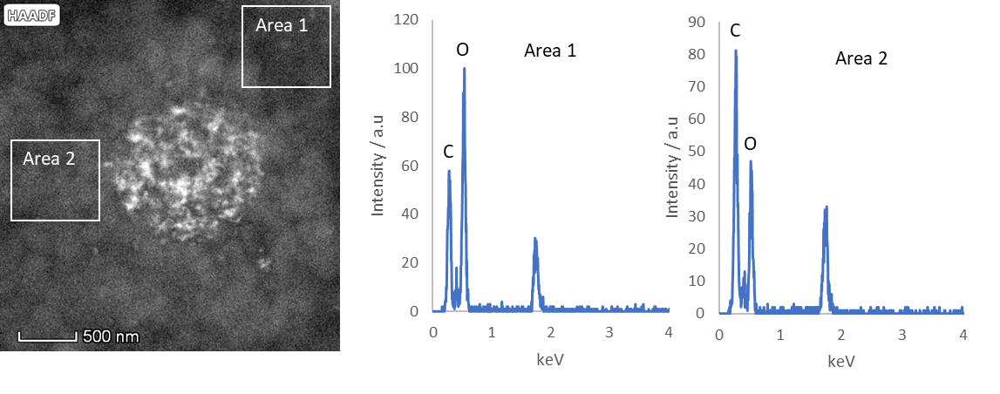 HAADF
Area 1
Area 2
500 nm
120
100
80
60
40
20
0
Intensity / a.u
C
O
Area 1
0 1 2 3 4
keV
90
80
70
60
50
40
30
20
10
0
Intensity / a.u
C
O
Area 2
0 1 2 3 4
keV